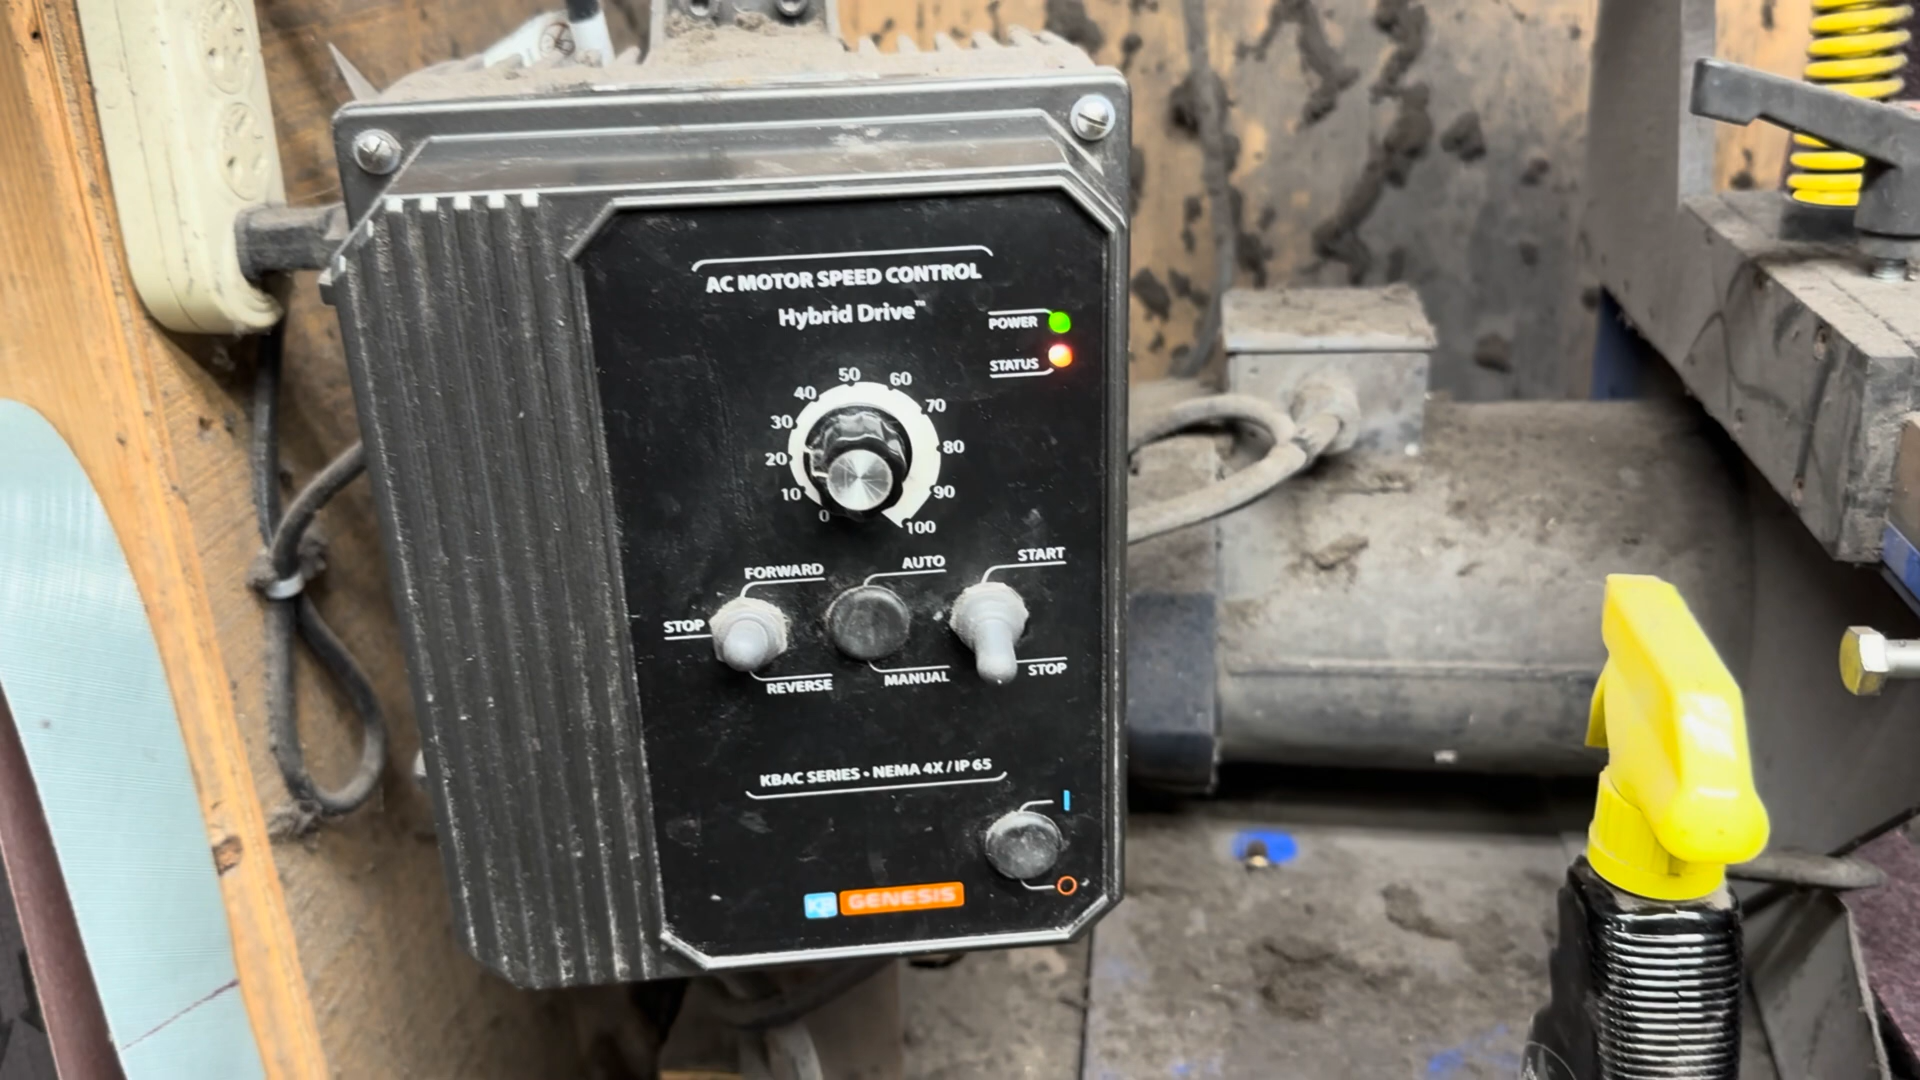 AC MOTOR SPEED CONTROL
Hybrid Drive™
POWER
STATUS
0
10
20
30
40
50
60
70
80
90
100
FORWARD
STOP
REVERSE
AUTO
MANUAL
START
STOP
KBAC SERIES • NEMA 4X / IP 65
I
O
KB GENESIS